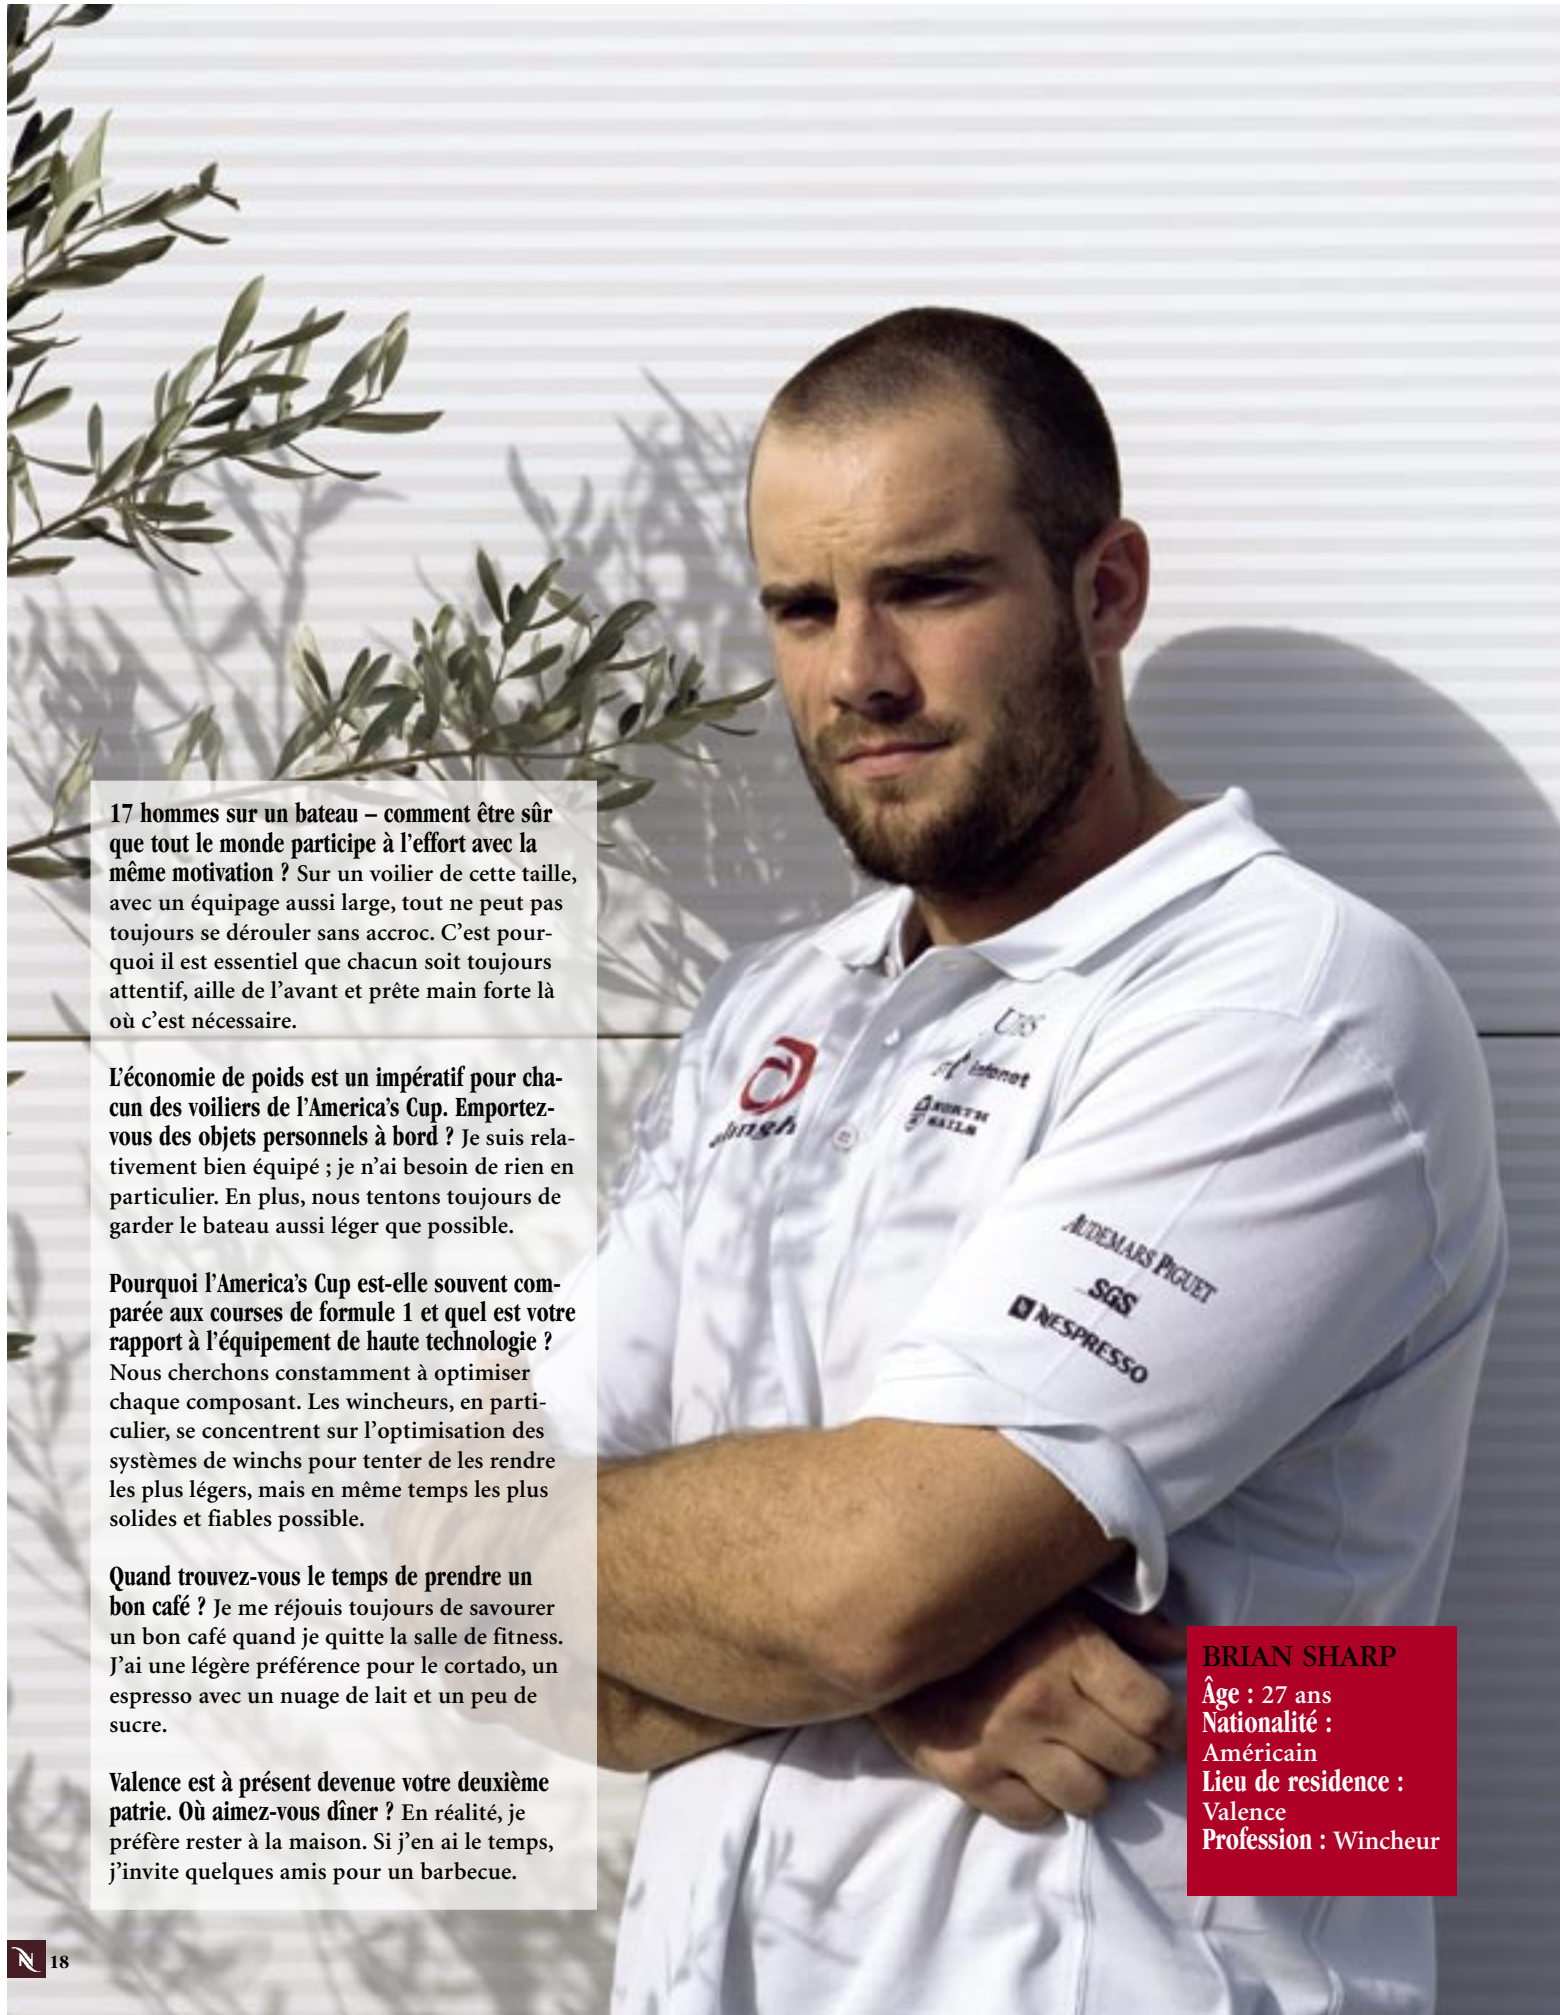 17 hommes sur un bateau – comment être sûr
que tout le monde participe à l’effort avec la
même motivation ? Sur un voilier de cette taille,
avec un équipage aussi large, tout ne peut pas
toujours se dérouler sans accroc. C’est pour-
quoi il est essentiel que chacun soit toujours
attentif, aille de l’avant et prête main forte là
où c’est nécessaire.
L’économie de poids est un impératif pour cha-
cun des voiliers de l’America’s Cup. Emportez-
vous des objets personnels à bord ? Je suis rela-
tivement bien équipé ; je n’ai besoin de rien en
particulier. En plus, nous tentons toujours de
garder le bateau aussi léger que possible.
Pourquoi l’America’s Cup est-elle souvent com-
parée aux courses de formule 1 et quel est votre
rapport à l’équipement de haute technologie ?
Nous cherchons constamment à optimiser
chaque composant. Les wincheurs, en parti-
culier, se concentrent sur l’optimisation des
systèmes de winchs pour tenter de les rendre
les plus légers, mais en même temps les plus
solides et fiables possible.
Quand trouvez-vous le temps de prendre un
bon café ? Je me réjouis toujours de savourer
un bon café quand je quitte la salle de fitness.
J’ai une légère préférence pour le cortado, un
espresso avec un nuage de lait et un peu de
sucre.
Valence est à présent devenue votre deuxième
patrie. Où aimez-vous dîner ? En réalité, je
préfère rester à la maison. Si j’en ai le temps,
j’invite quelques amis pour un barbecue.
UBS
infonet
NORTH
SAILS
alinghi
AUDEMARS PIGUET
SGS
NESPRESSO
BRIAN SHARP
Âge : 27 ans
Nationalité :
Américain
Lieu de residence :
Valence
Profession : Wincheur
N 18